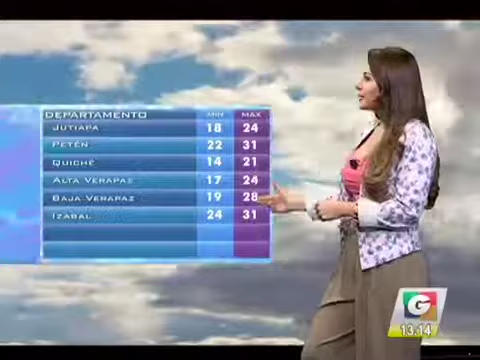 DEPARTAMENTO MIN MAX
JUTIAPA 18 24
PETÉN 22 31
QUICHÉ 14 21
ALTA VERAPAZ 17 24
BAJA VERAPAZ 19 28
IZABAL 24 31
G
13:14